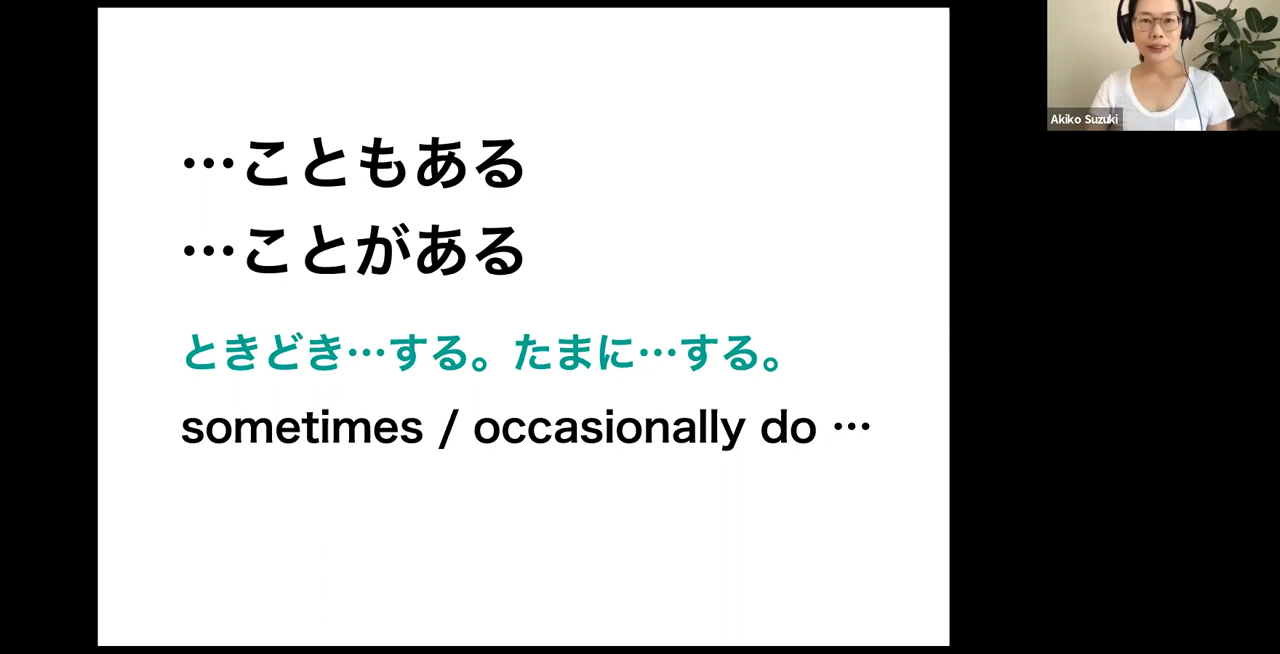 …こともある
…ことがある
ときどき…する。たまに…する。
sometimes / occasionally do …
Akiko Suzuki